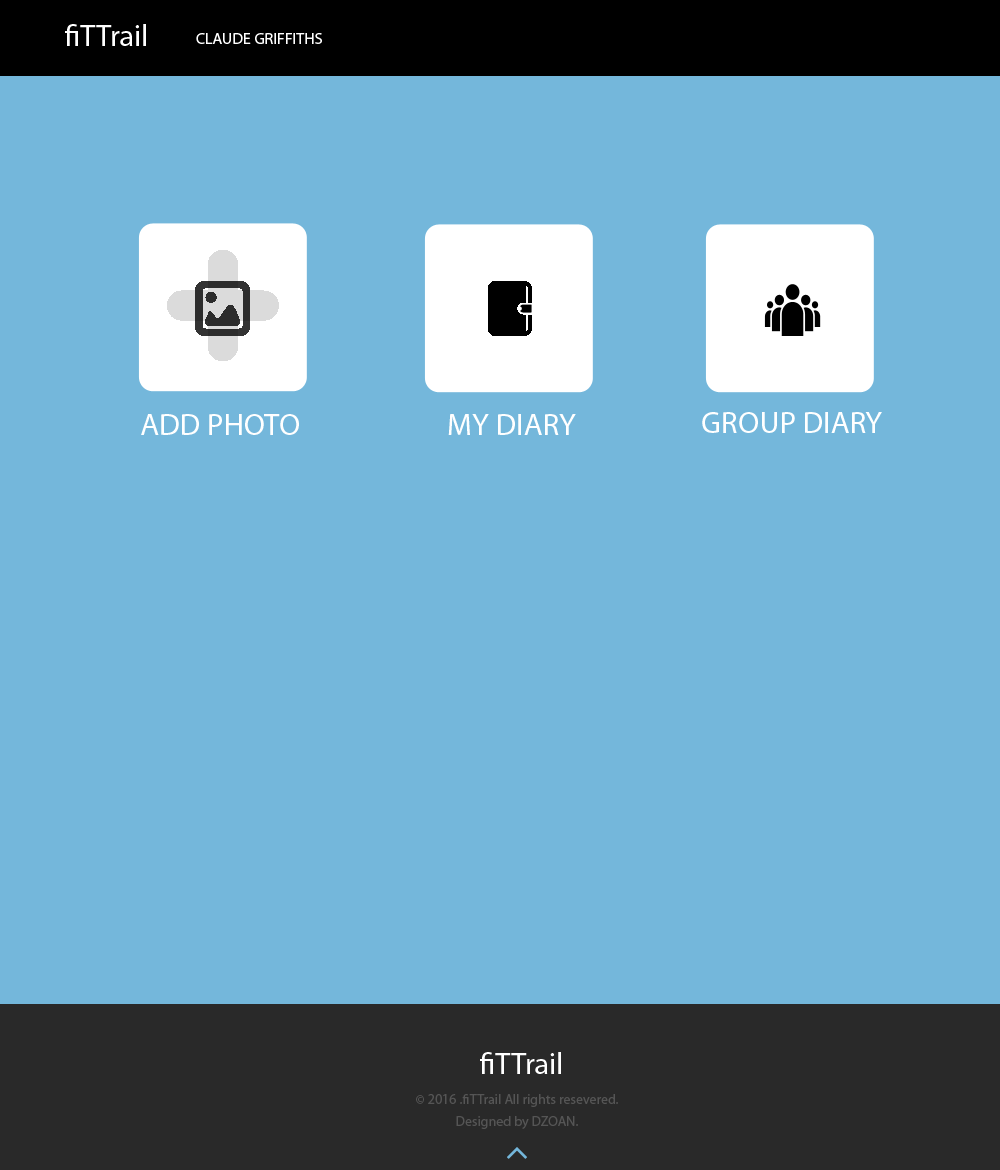 fiTTrail
CLAUDE GRIFFITHS
ADD PHOTO
MY DIARY
GROUP DIARY
fiTTrail
© 2016 .fiTTrail All rights resevered.
Designed by DZOAN.